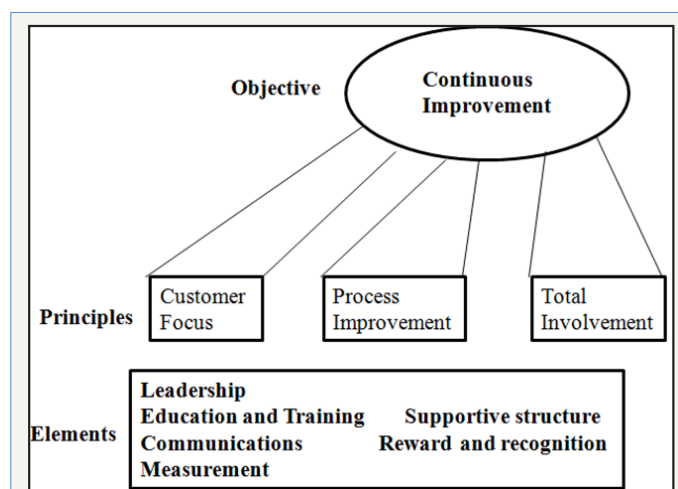 Objective
Continuous
Improvement
Principles
Customer
Focus
Process
Improvement
Total
Involvement
Elements
Leadership
Education and Training Supportive structure
Communications Reward and recognition
Measurement